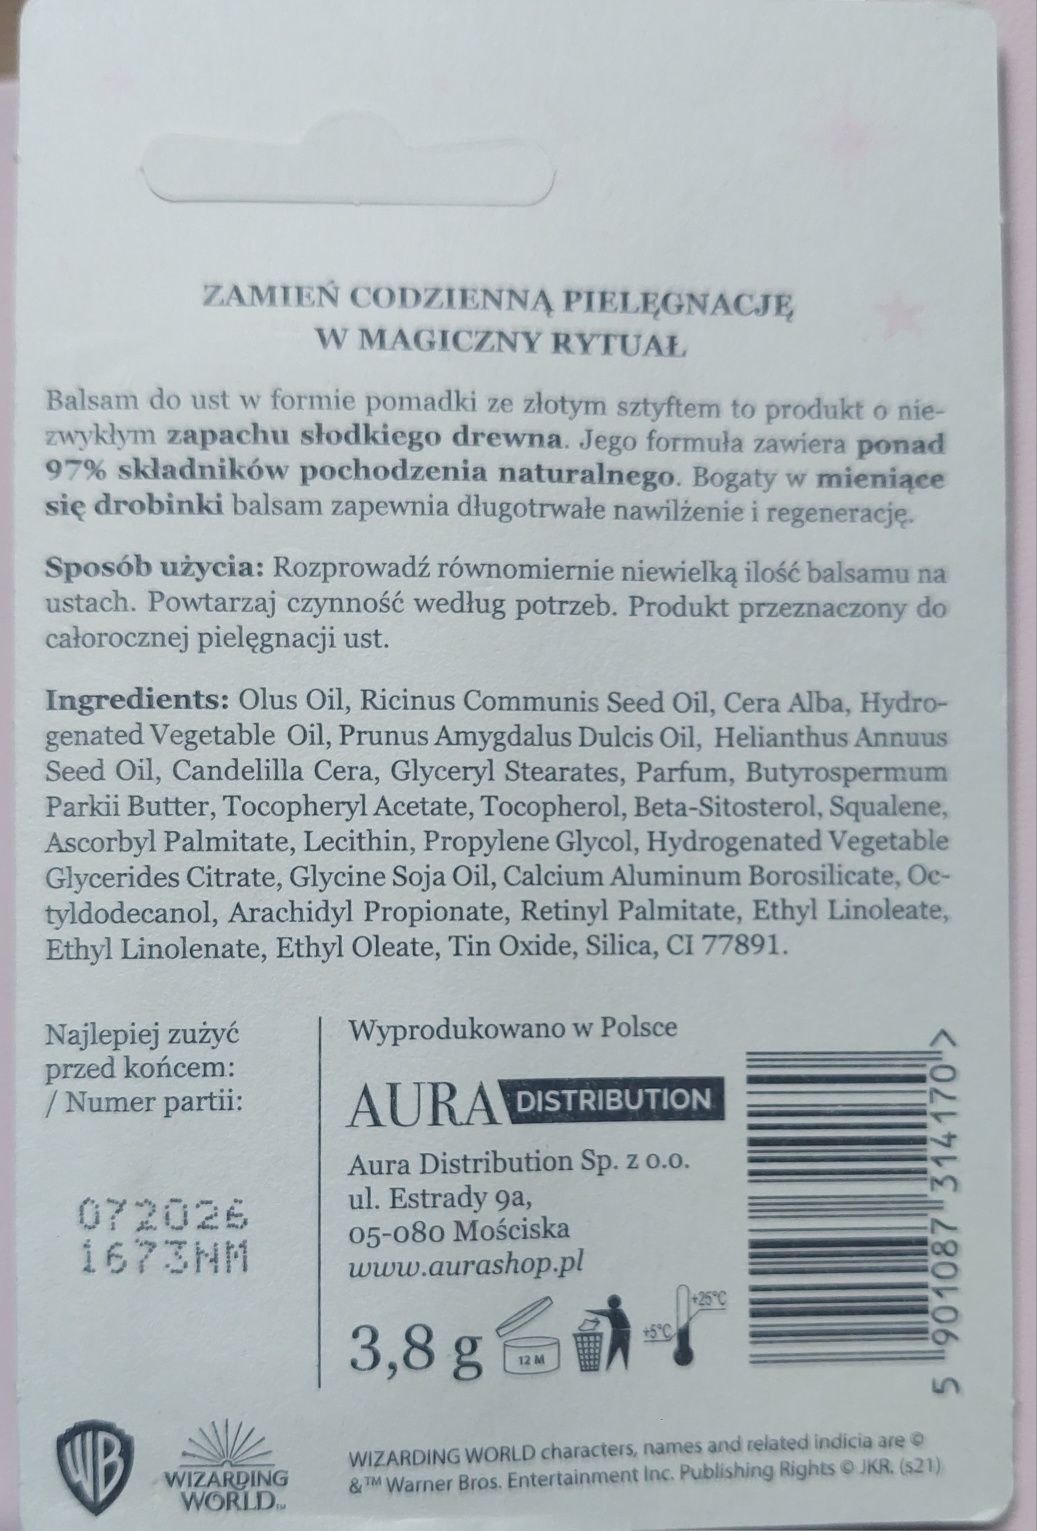 ZAMIEŃ CODZIENNĄ PIELĘGNACJĘ
W MAGICZNY RYTUAŁ
Balsam do ust w formie pomadki ze złotym sztyftem to produkt o nie-
zwykłym zapachu słodkiego drewna. Jego formuła zawiera ponad
97% składników pochodzenia naturalnego. Bogaty w mieniące
się drobinki balsam zapewnia długotrwałe nawilżenie i regenerację.
Sposób użycia: Rozprowadź równomiernie niewielką ilość balsamu na
ustach. Powtarzaj czynność według potrzeb. Produkt przeznaczony do
całorocznej pielęgnacji ust.
Ingredients: Olus Oil, Ricinus Communis Seed Oil, Cera Alba, Hydro-
genated Vegetable Oil, Prunus Amygdalus Dulcis Oil, Helianthus Annuus
Seed Oil, Candelilla Cera, Glyceryl Stearates, Parfum, Butyrospermum
Parkii Butter, Tocopheryl Acetate, Tocopherol, Beta-Sitosterol, Squalene,
Ascorbyl Palmitate, Lecithin, Propylene Glycol, Hydrogenated Vegetable
Glycerides Citrate, Glycine Soja Oil, Calcium Aluminum Borosilicate, Oc-
tyldodecanol, Arachidyl Propionate, Retinyl Palmitate, Ethyl Linoleate,
Ethyl Linolenate, Ethyl Oleate, Tin Oxide, Silica, CI 77891.
Najlepiej zużyć
przed końcem:
/ Numer partii:
072026
1673NM
Wyprodukowano w Polsce
AURA DISTRIBUTION
Aura Distribution Sp. z o.o.
ul. Estrady 9a,
05-080 Mościska
www.aurashop.pl
3,8 g
12 M
+5°C
+25°C
5 901087 314170 >
WB
WIZARDING
WORLD™
WIZARDING WORLD characters, names and related indicia are ©
&™ Warner Bros. Entertainment Inc. Publishing Rights © JKR. (s21)